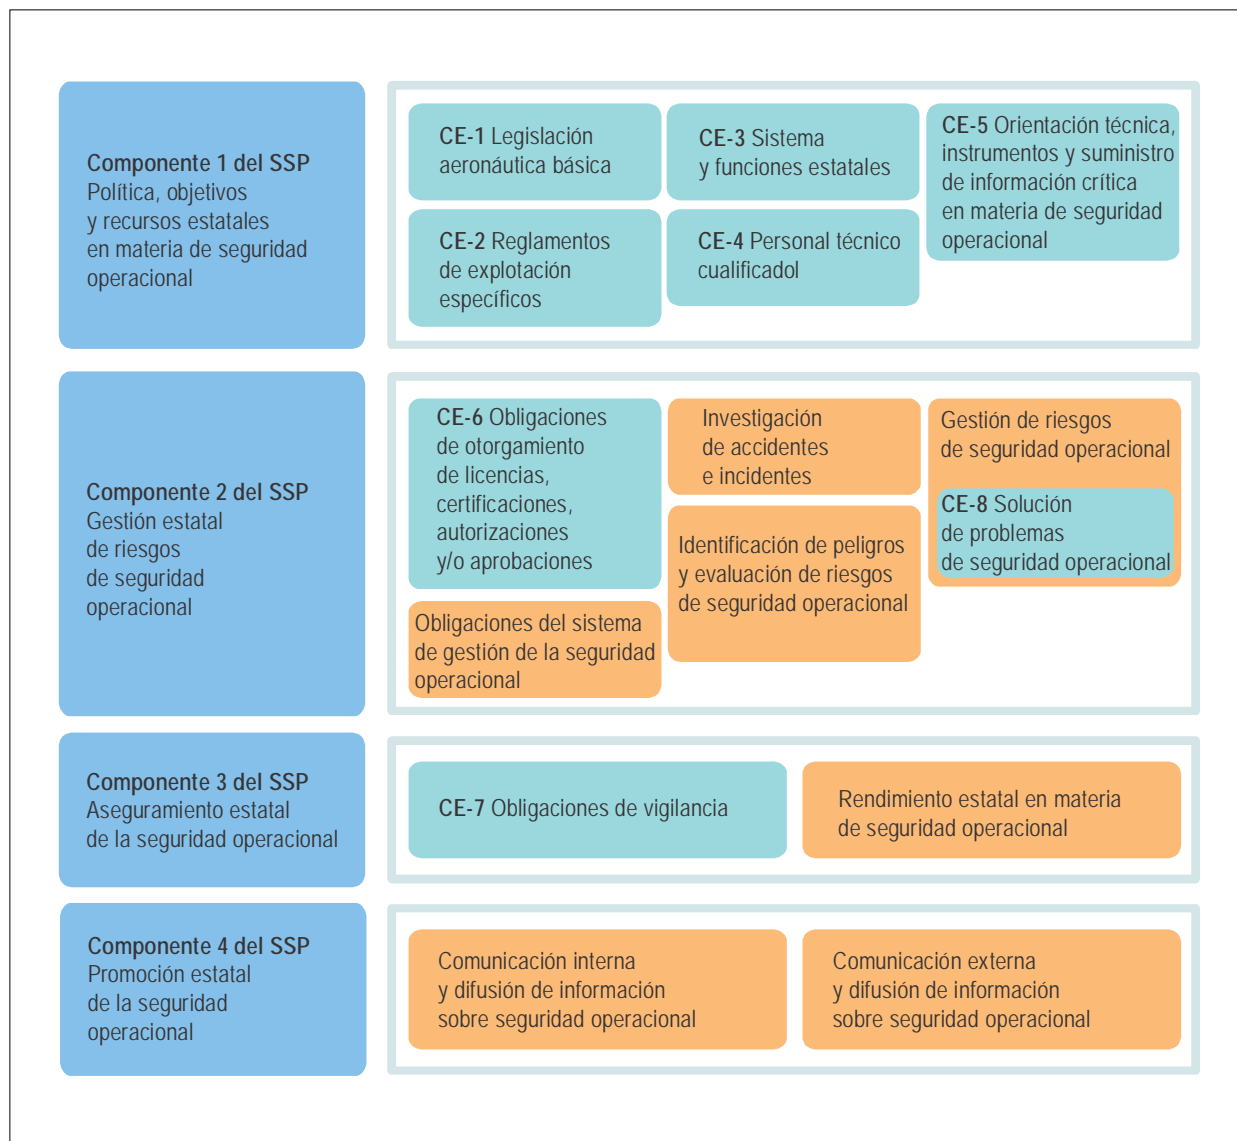 Componente 1 del SSP
Política, objetivos
y recursos estatales
en materia de seguridad
operacional
CE-1 Legislación
aeronáutica básica
CE-2 Reglamentos
de explotación
específicos
CE-3 Sistema
y funciones estatales
CE-4 Personal técnico
cualificadol
CE-5 Orientación técnica,
instrumentos y suministro
de información crítica
en materia de seguridad
operacional
Componente 2 del SSP
Gestión estatal
de riesgos
de seguridad
operacional
CE-6 Obligaciones
de otorgamiento
de licencias,
certificaciones,
autorizaciones
y/o aprobaciones
Obligaciones del sistema
de gestión de la seguridad
operacional
Investigación
de accidentes
e incidentes
Identificación de peligros
y evaluación de riesgos
de seguridad operacional
Gestión de riesgos
de seguridad operacional
CE-8 Solución
de problemas
de seguridad operacional
Componente 3 del SSP
Aseguramiento estatal
de la seguridad operacional
CE-7 Obligaciones de vigilancia
Rendimiento estatal en materia
de seguridad operacional
Componente 4 del SSP
Promoción estatal
de la seguridad
operacional
Comunicación interna
y difusión de información
sobre seguridad operacional
Comunicación externa
y difusión de información
sobre seguridad operacional